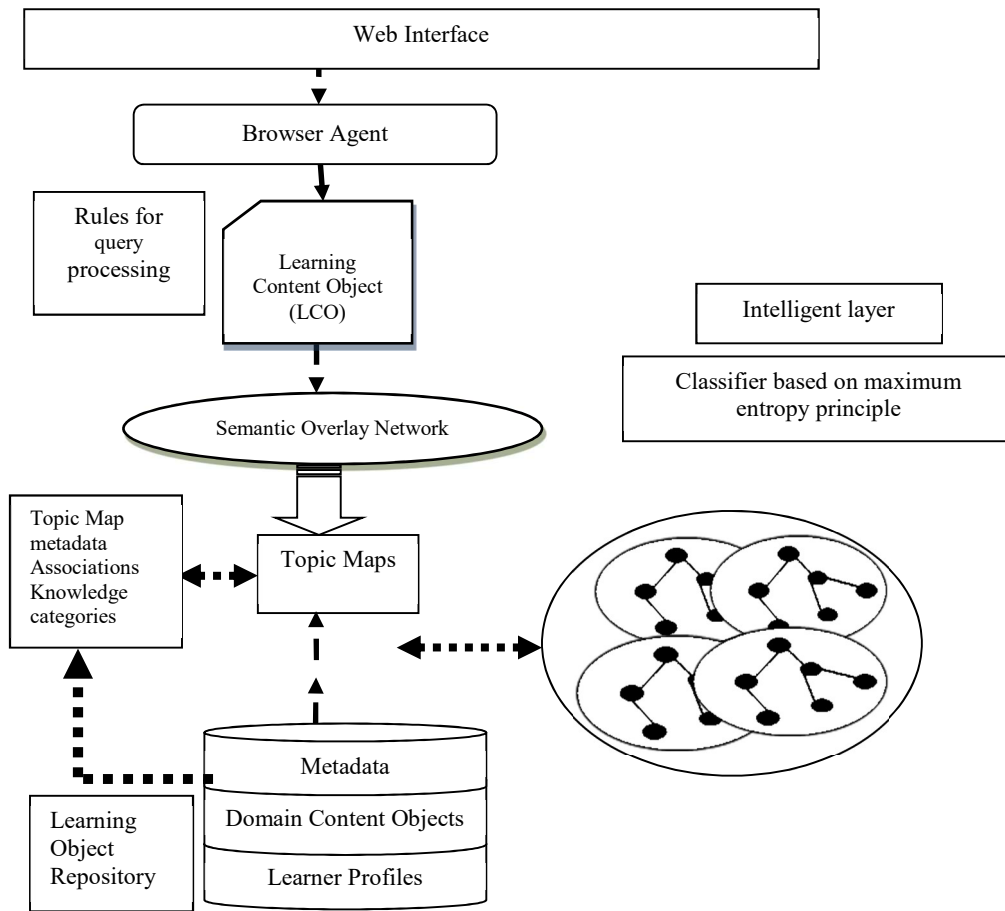 Web Interface
Browser Agent
Rules for
query
processing
Learning
Content Object
(LCO)
Intelligent layer
Classifier based on maximum
entropy principle
Semantic Overlay Network
Topic Map
metadata
Associations
Knowledge
categories
Topic Maps
Metadata
Domain Content Objects
Learner Profiles
Learning
Object
Repository